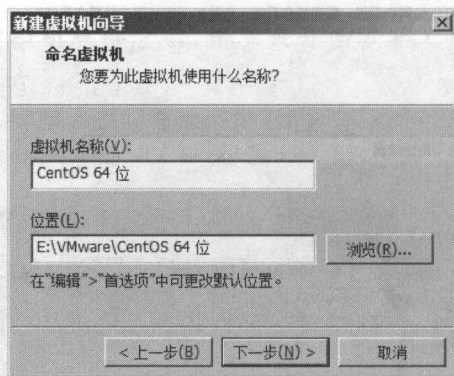 新建虚拟机向导
命名虚拟机
您要为此虚拟机使用什么名称?
虚拟机名称(V):
CentOS 64 位
位置(L):
E:\VMware\CentOS 64 位
浏览(R)...
在"编辑">"首选项"中可更改默认位置。
< 上一步(B)
下一步(N) >
取消